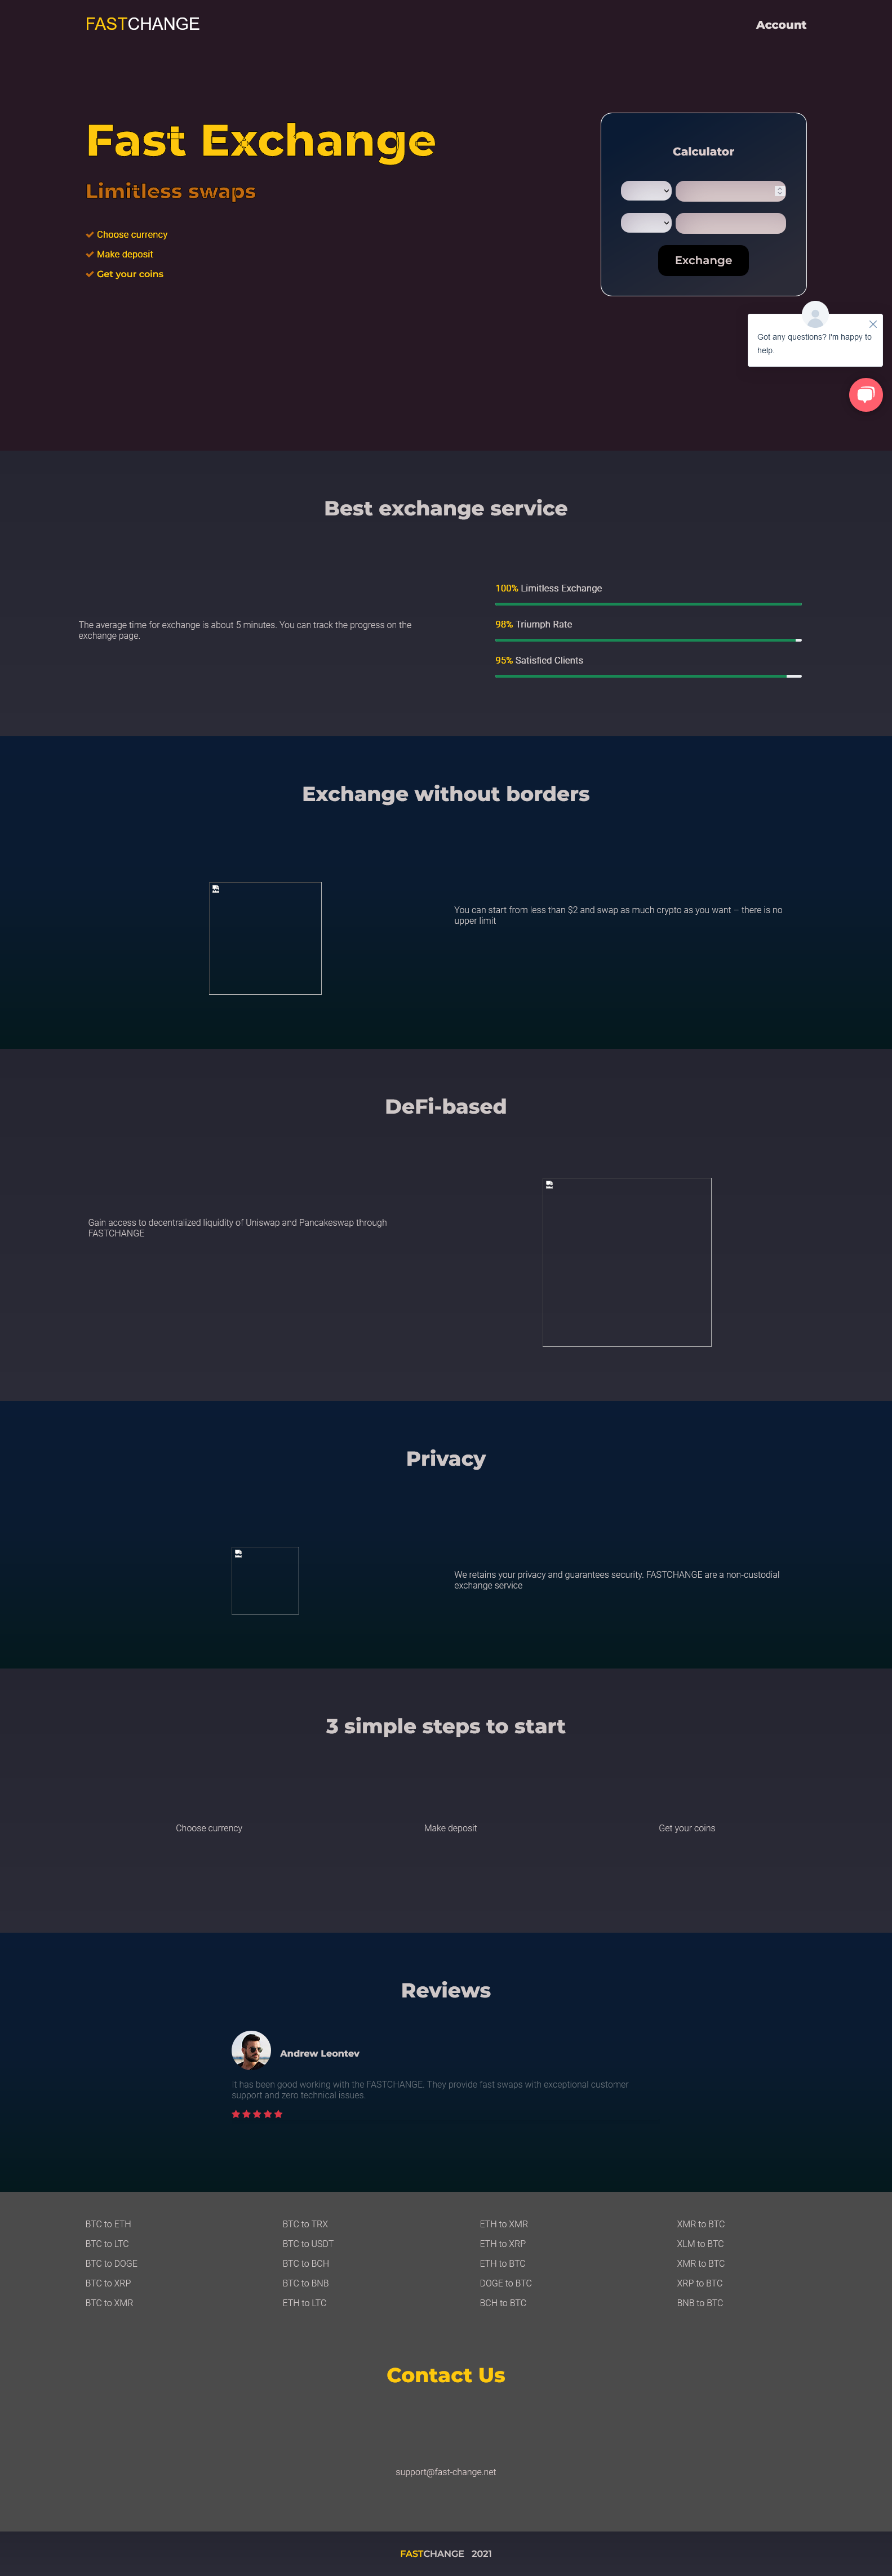 FASTCHANGE
Account
Fast Exchange
Limitless swaps
Choose currency
Make deposit
Get your coins
Calculator
Exchange
Got any questions? I'm happy to
help.
Best exchange service
The average time for exchange is about 5 minutes. You can track the progress on the
exchange page.
100% Limitless Exchange
98% Triumph Rate
95% Satisfied Clients
Exchange without borders
You can start from less than $2 and swap as much crypto as you want – there is no
upper limit
DeFi-based
Gain access to decentralized liquidity of Uniswap and Pancakeswap through
FASTCHANGE
Privacy
We retains your privacy and guarantees security. FASTCHANGE are a non-custodial
exchange service
3 simple steps to start
Choose currency
Make deposit
Get your coins
Reviews
Andrew Leontev
It has been good working with the FASTCHANGE. They provide fast swaps with exceptional customer
support and zero technical issues.
BTC to ETH
BTC to LTC
BTC to DOGE
BTC to XRP
BTC to XMR
BTC to TRX
BTC to USDT
BTC to BCH
BTC to BNB
ETH to LTC
ETH to XMR
ETH to XRP
ETH to BTC
DOGE to BTC
BCH to BTC
XMR to BTC
XLM to BTC
XMR to BTC
XRP to BTC
BNB to BTC
Contact Us
support@fast-change.net
FASTCHANGE 2021